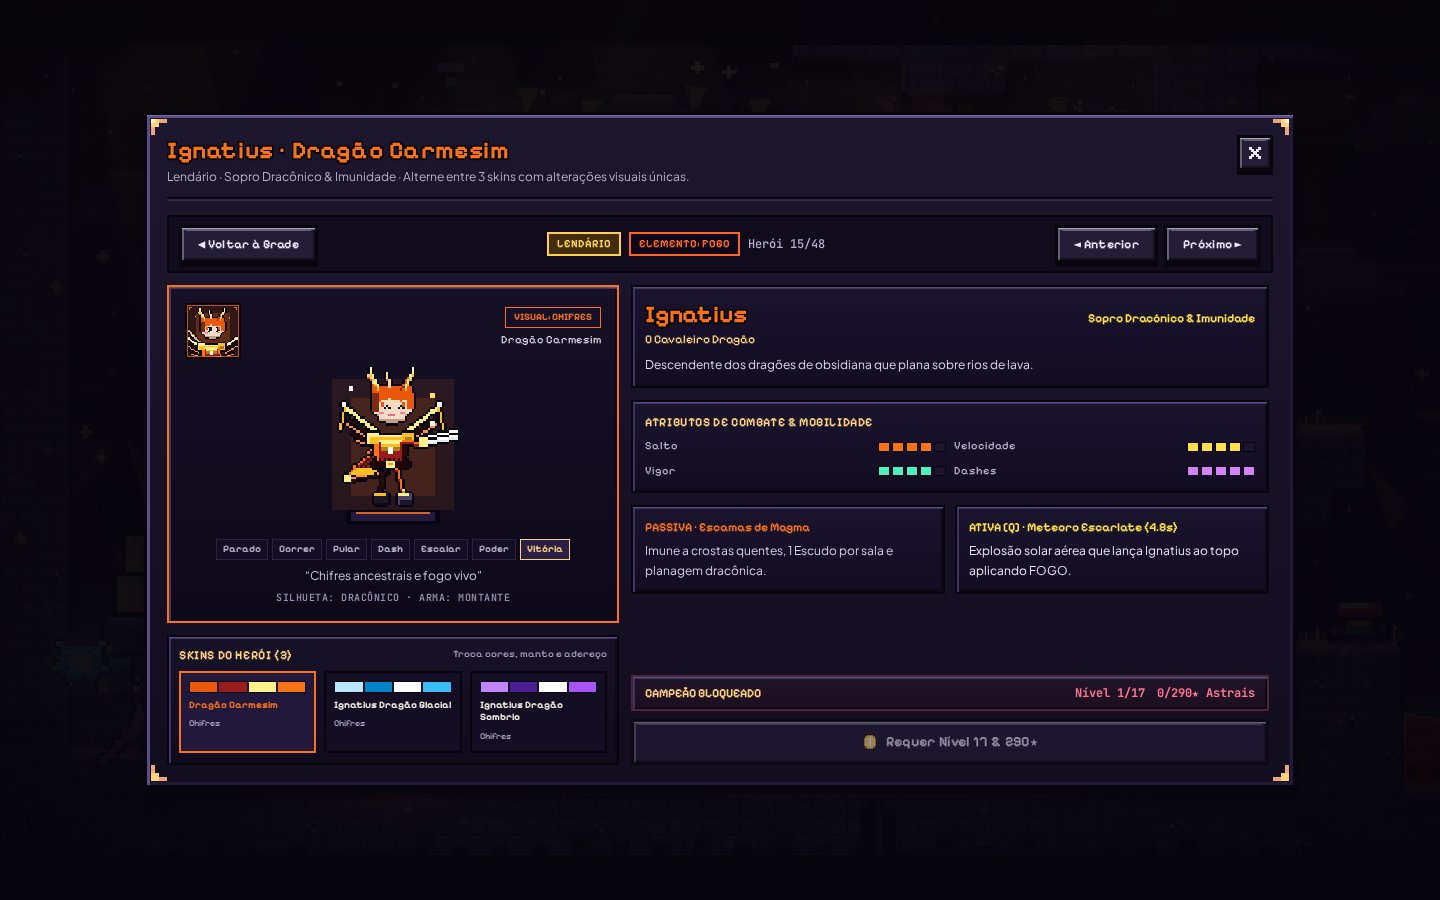 Ignatius · Dragão Carmesim
Lendário · Sopro Dracônico & Imunidade · Alterne entre 3 skins com alterações visuais únicas.
X
◄ Voltar à Grade
LENDÁRIO
ELEMENTO: FOGO
Herói 15/48
◄ Anterior
Próximo ►
VISUAL: CHIFRES
Dragão Carmesim
Parado
Correr
Pular
Dash
Escalar
Poder
Vitória
"Chifres ancestrais e fogo vivo"
SILHUETA: DRACÔNICO · ARMA: MONTANTE
SKINS DO HERÓI (3)
Troca cores, manto e adereço
Dragão Carmesim
Chifres
Ignatius Dragão Glacial
Chifres
Ignatius Dragão
Sombrio
Chifres
Ignatius
Sopro Dracônico & Imunidade
O Cavaleiro Dragão
Descendente dos dragões de obsidiana que plana sobre rios de lava.
ATRIBUTOS DE COMBATE & MOBILIDADE
Salto
Velocidade
Vigor
Dashes
PASSIVA · Escamas de Magma
Imune a crostas quentes, 1 Escudo por sala e
planagem dracônica.
ATIVA (Q) · Meteoro Escarlate (4.8s)
Explosão solar aérea que lança Ignatius ao topo
aplicando FOGO.
CAMPEÃO BLOQUEADO
Nível 1/17 0/290★ Astrais
Requer Nível 17 & 290★